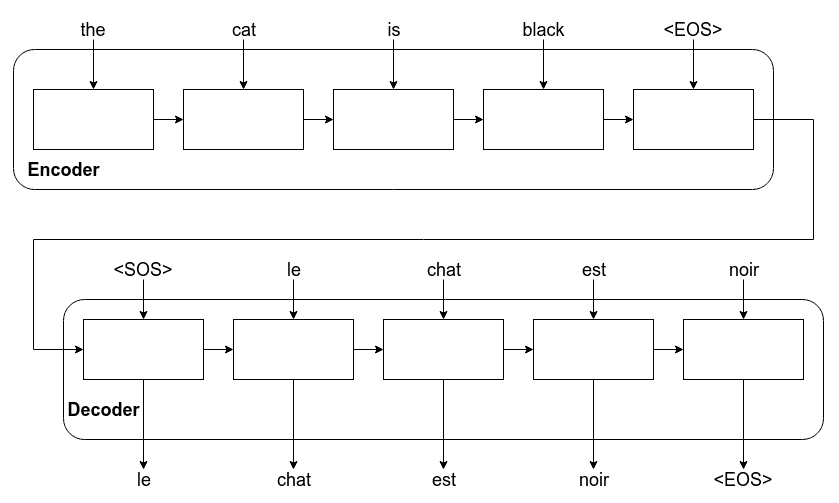 the cat is black <EOS>
Encoder
<SOS> le chat est noir
Decoder
le chat est noir <EOS>